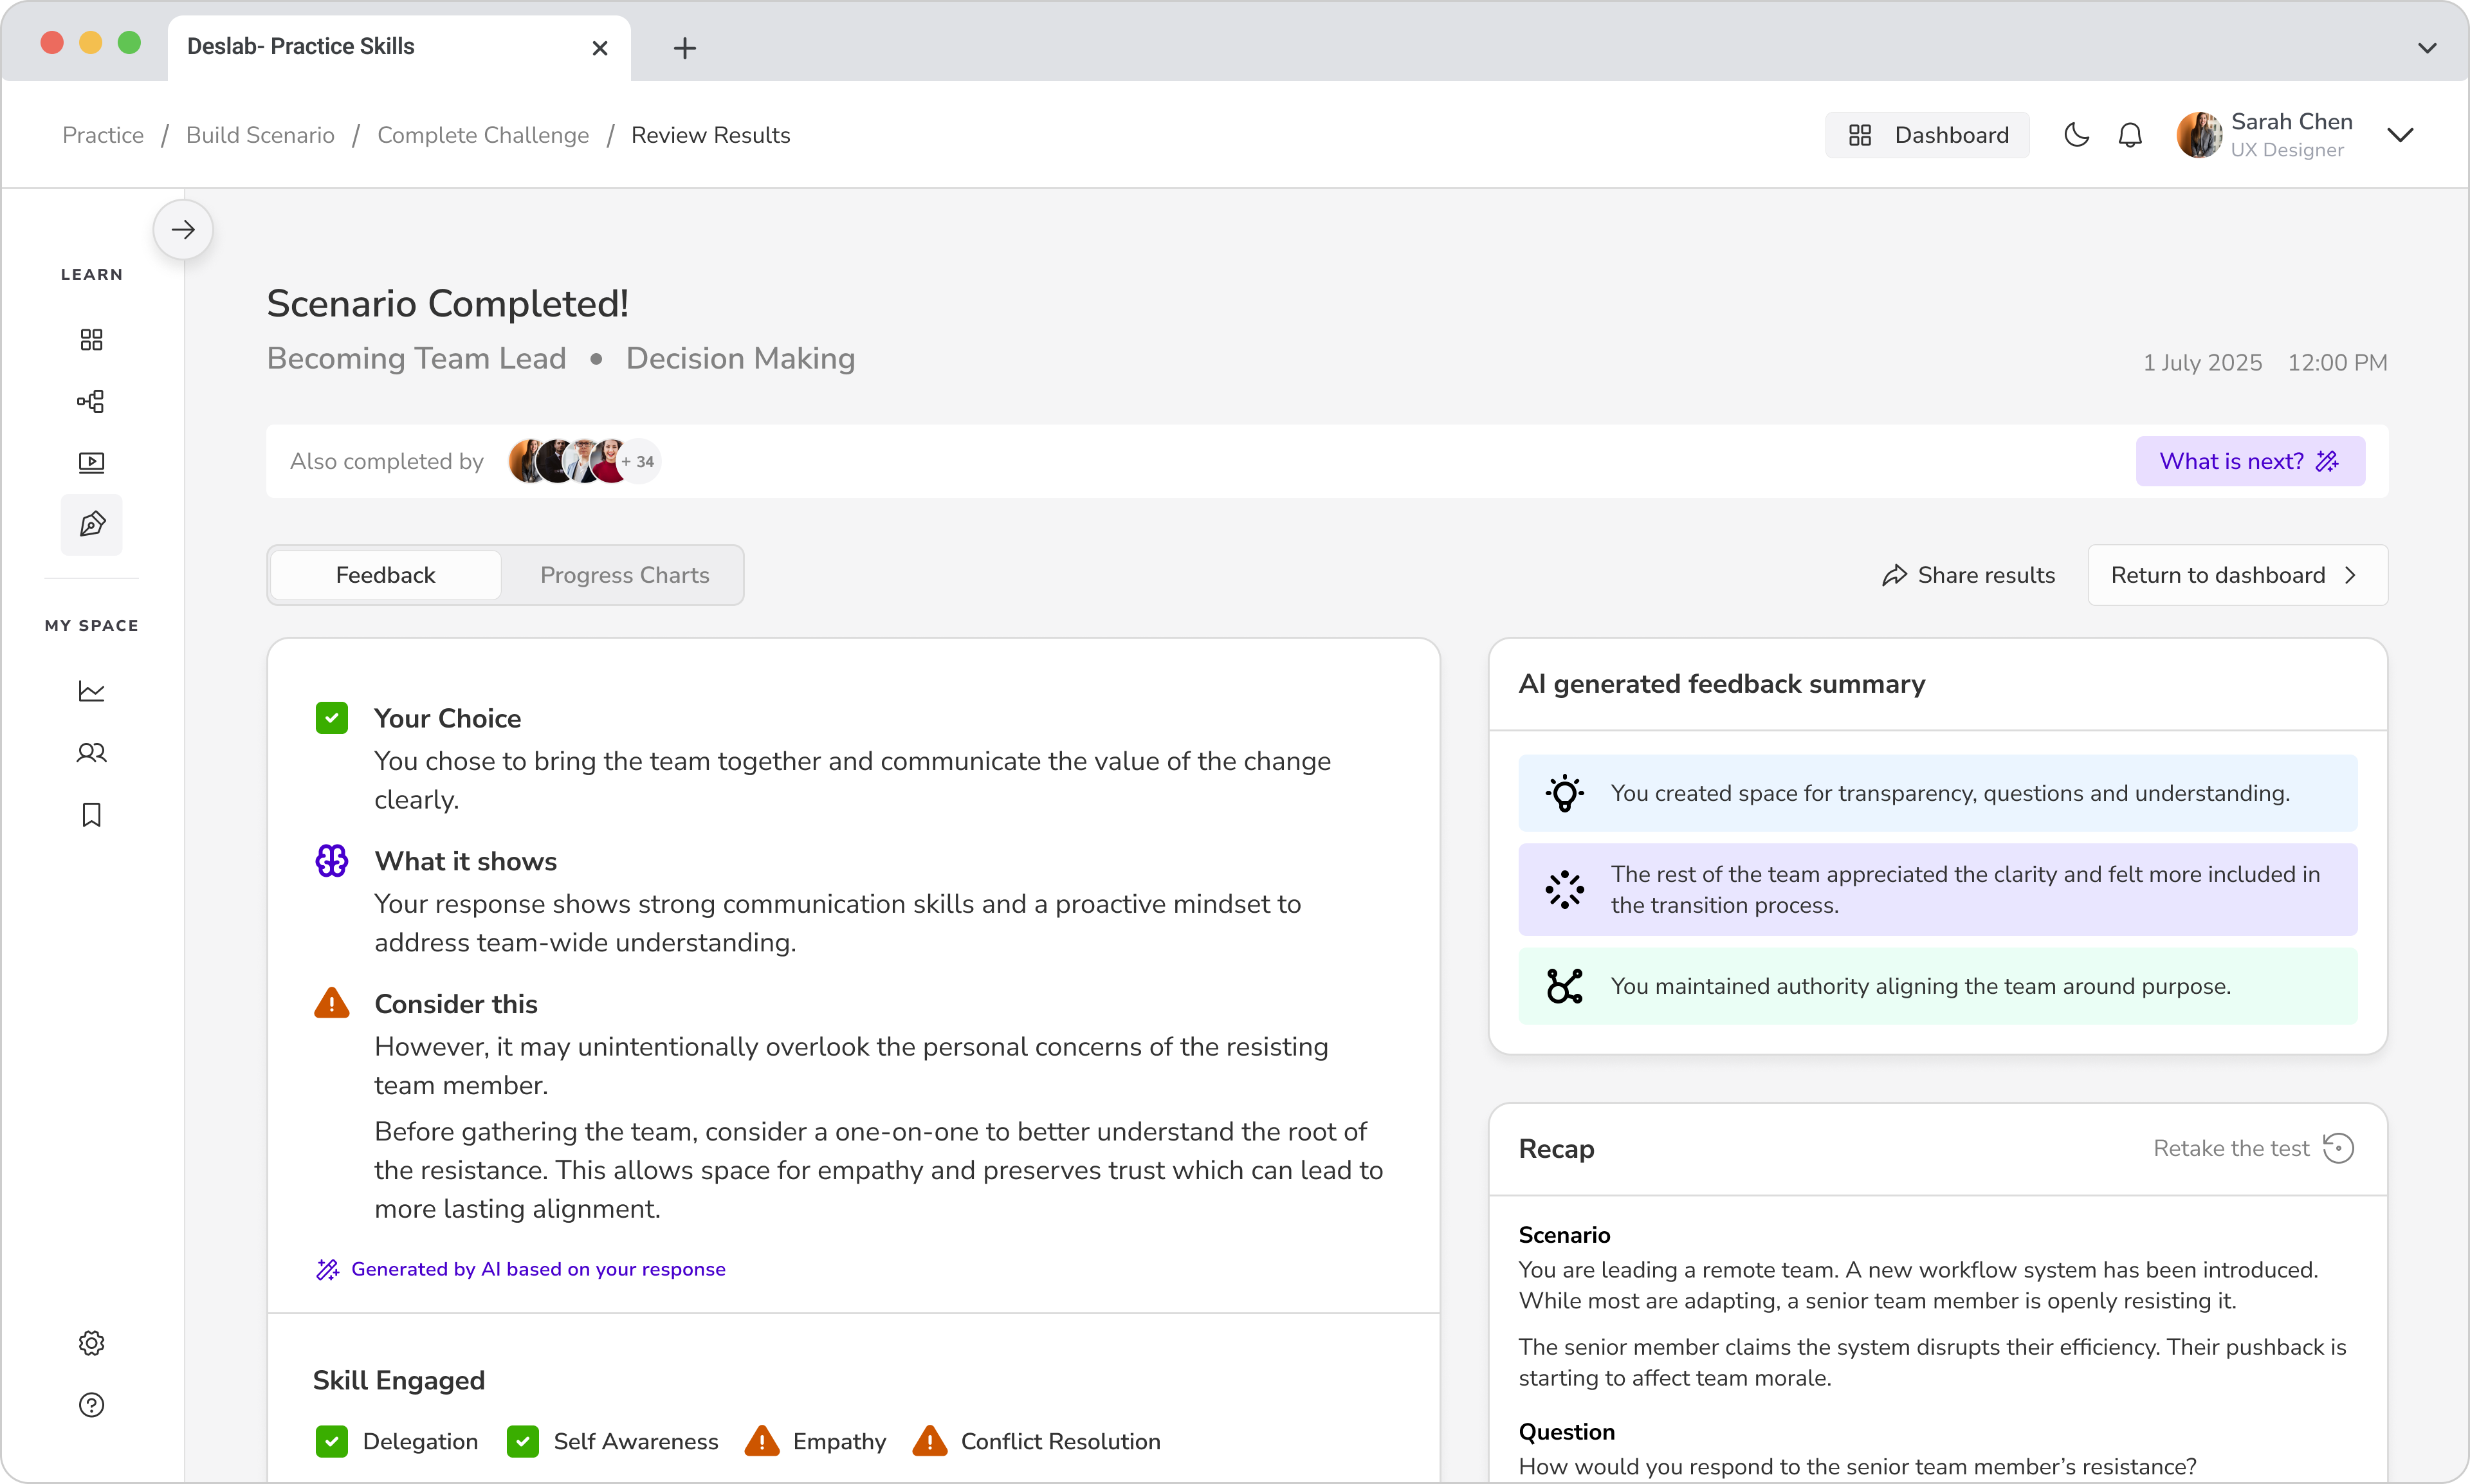 Deslab- Practice Skills
Practice / Build Scenario / Complete Challenge / Review Results
Dashboard
Sarah Chen
UX Designer
LEARN
MY SPACE
Scenario Completed!
Becoming Team Lead • Decision Making
1 July 2025 12:00 PM
Also completed by
+ 34
What is next?
Feedback
Progress Charts
Share results
Return to dashboard
Your Choice
You chose to bring the team together and communicate the value of the change
clearly.
What it shows
Your response shows strong communication skills and a proactive mindset to
address team-wide understanding.
Consider this
However, it may unintentionally overlook the personal concerns of the resisting
team member.
Before gathering the team, consider a one-on-one to better understand the root of
the resistance. This allows space for empathy and preserves trust which can lead to
more lasting alignment.
Generated by AI based on your response
Skill Engaged
Delegation
Self Awareness
Empathy
Conflict Resolution
AI generated feedback summary
You created space for transparency, questions and understanding.
The rest of the team appreciated the clarity and felt more included in
the transition process.
You maintained authority aligning the team around purpose.
Recap
Retake the test
Scenario
You are leading a remote team. A new workflow system has been introduced.
While most are adapting, a senior team member is openly resisting it.
The senior member claims the system disrupts their efficiency. Their pushback is
starting to affect team morale.
Question
How would you respond to the senior team member’s resistance?